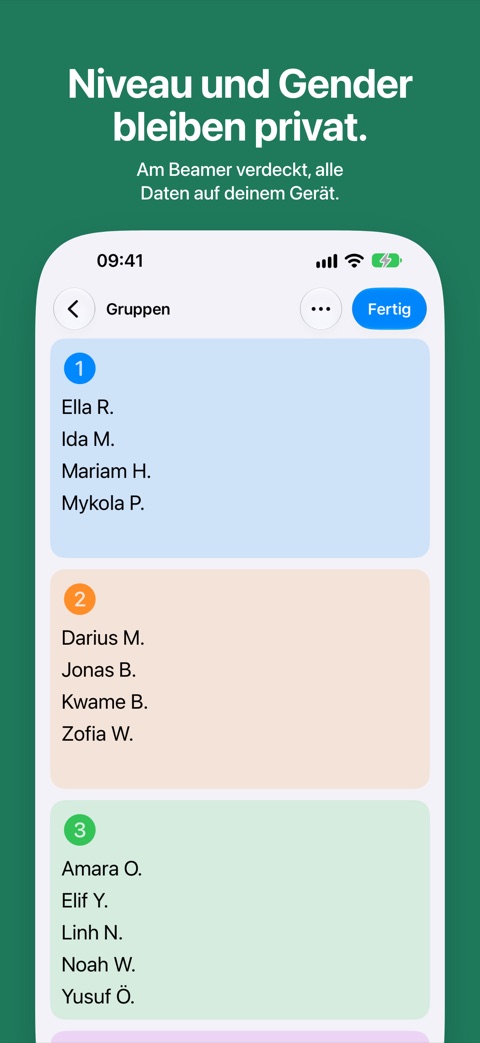 Niveau und Gender
bleiben privat.
Am Beamer verdeckt, alle
Daten auf deinem Gerät.
09:41
Gruppen
Fertig
1
Ella R.
Ida M.
Mariam H.
Mykola P.
2
Darius M.
Jonas B.
Kwame B.
Zofia W.
3
Amara O.
Elif Y.
Linh N.
Noah W.
Yusuf Ö.